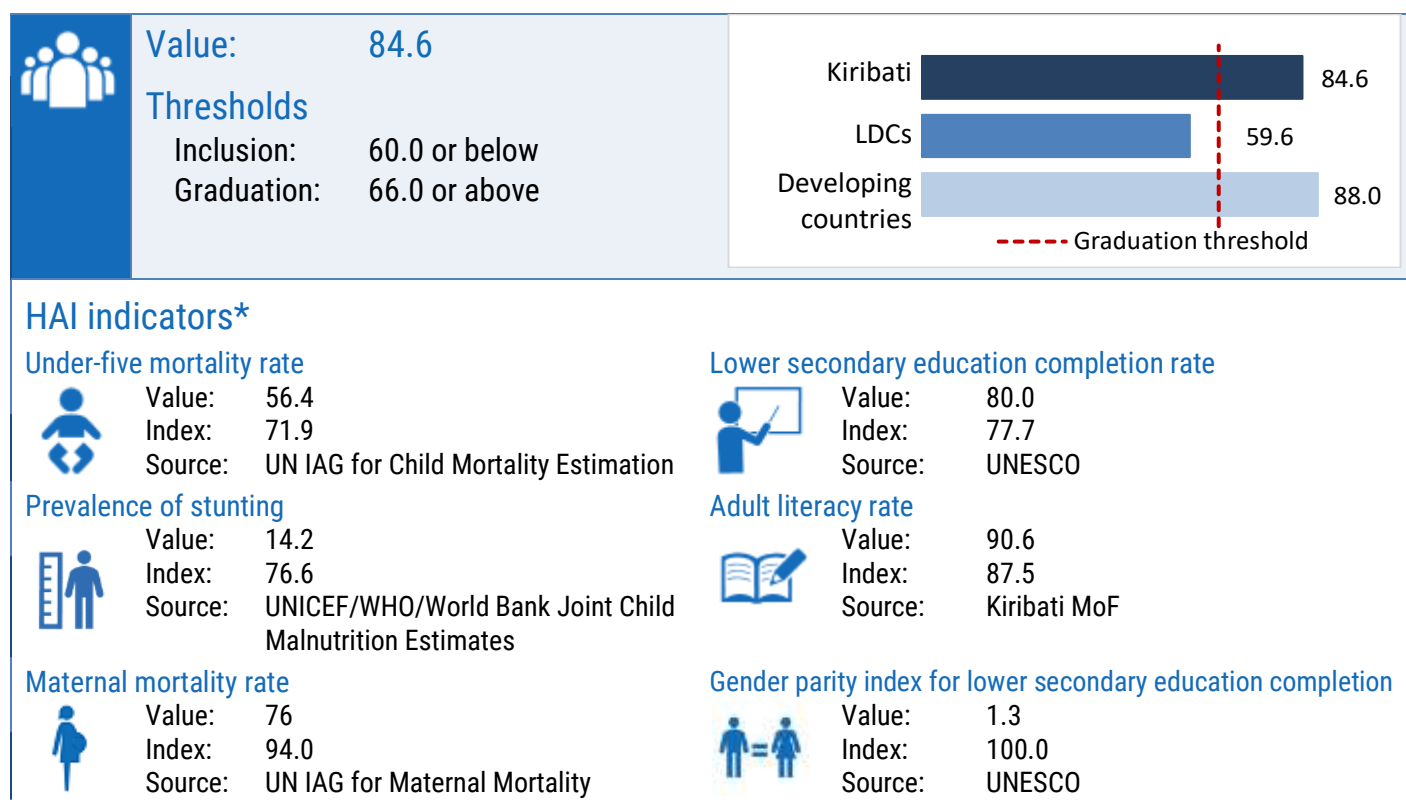 Value: 84.6
Thresholds
Inclusion: 60.0 or below
Graduation: 66.0 or above
Kiribati 84.6
LDCs 59.6
Developing
countries 88.0
Graduation threshold
HAI indicators*
Under-five mortality rate
Value: 56.4
Index: 71.9
Source: UN IAG for Child Mortality Estimation
Prevalence of stunting
Value: 14.2
Index: 76.6
Source: UNICEF/WHO/World Bank Joint Child
Malnutrition Estimates
Maternal mortality rate
Value: 76
Index: 94.0
Source: UN IAG for Maternal Mortality
Lower secondary education completion rate
Value: 80.0
Index: 77.7
Source: UNESCO
Adult literacy rate
Value: 90.6
Index: 87.5
Source: Kiribati MoF
Gender parity index for lower secondary education completion
Value: 1.3
Index: 100.0
Source: UNESCO